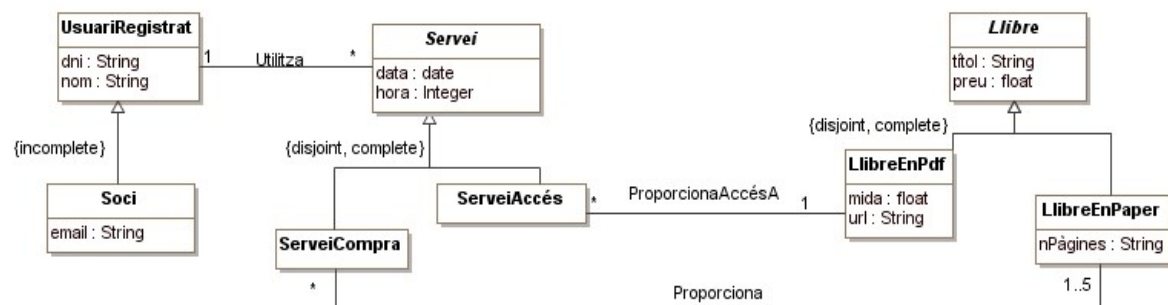 UsuariRegistrat
dni : String
nom : String
1
Utilitza
*
Servei
data : date
hora : Integer
Llibre
títol : String
preu : float
{incomplete}
{disjoint, complete}
{disjoint, complete}
Soci
email : String
ServeiAccés
*
ProporcionaAccésA
1
LlibreEnPdf
mida : float
url : String
ServeiCompra
*
LlibreEnPaper
nPàgines : String
1..5
Proporciona